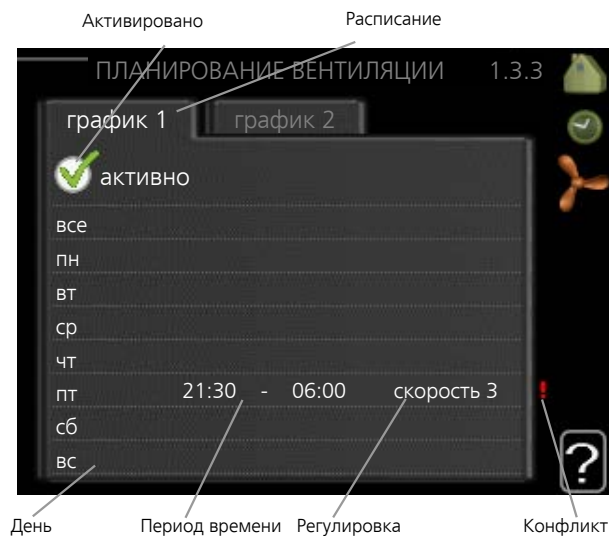 Активировано Расписание
ПЛАНИРОВАНИЕ ВЕНТИЛЯЦИИ 1.3.3
график 1 график 2
активно
все
пн
вт
ср
чт
пт 21:30 - 06:00 скорость 3 !
сб
вс
?
День Период времени Регулировка Конфликт